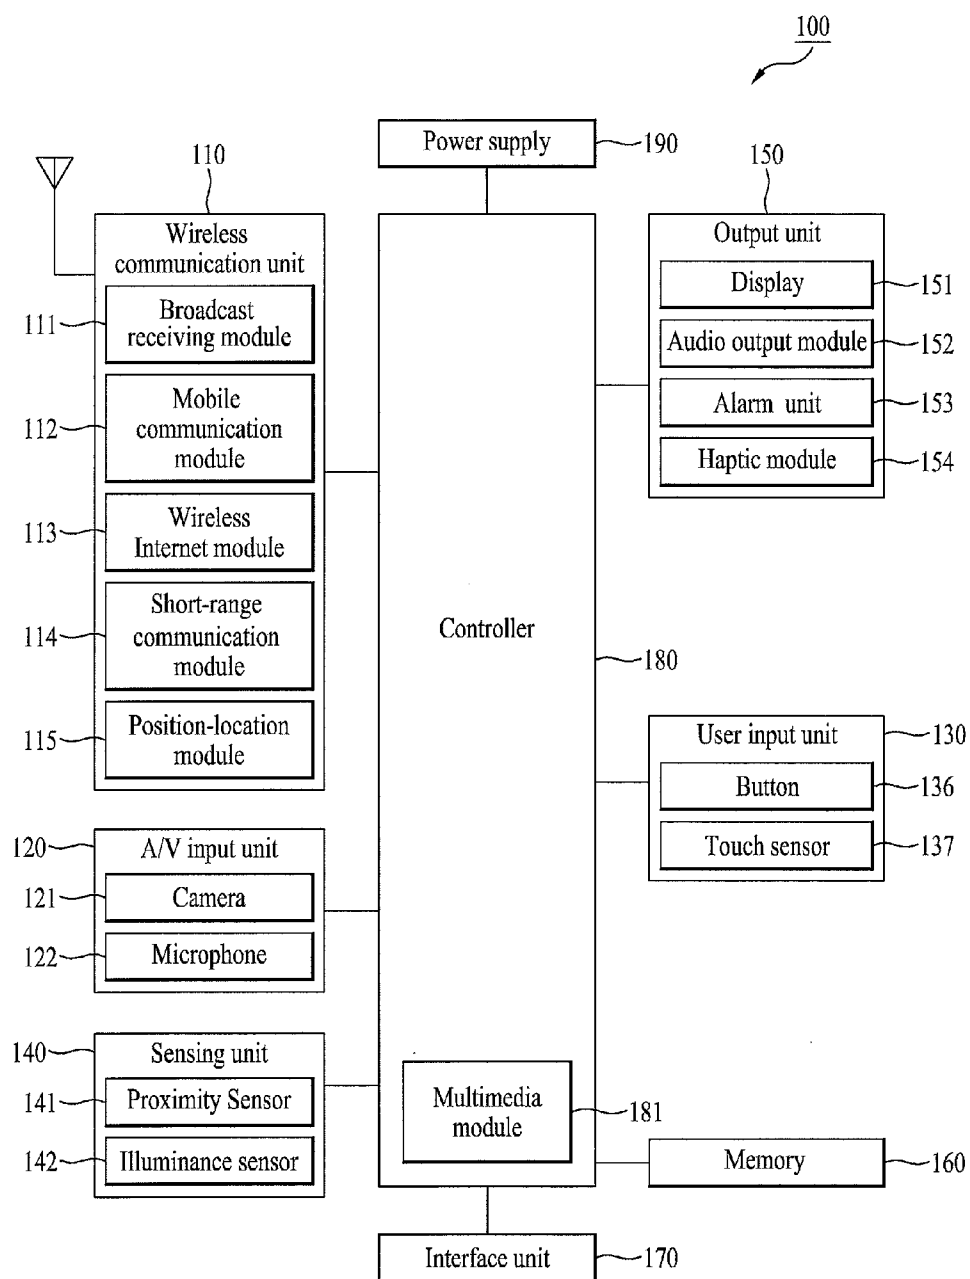 100
Power supply
190
110
Wireless
communication unit
111
Broadcast
receiving module
112
Mobile
communication
module
113
Wireless
Internet module
114
Short-range
communication
module
115
Position-location
module
120
A/V input unit
121
Camera
122
Microphone
140
Sensing unit
141
Proximity Sensor
142
Illuminance sensor
Controller
180
Multimedia
module
181
150
Output unit
Display
151
Audio output module
152
Alarm unit
153
Haptic module
154
User input unit
130
Button
136
Touch sensor
137
Memory
160
Interface unit
170